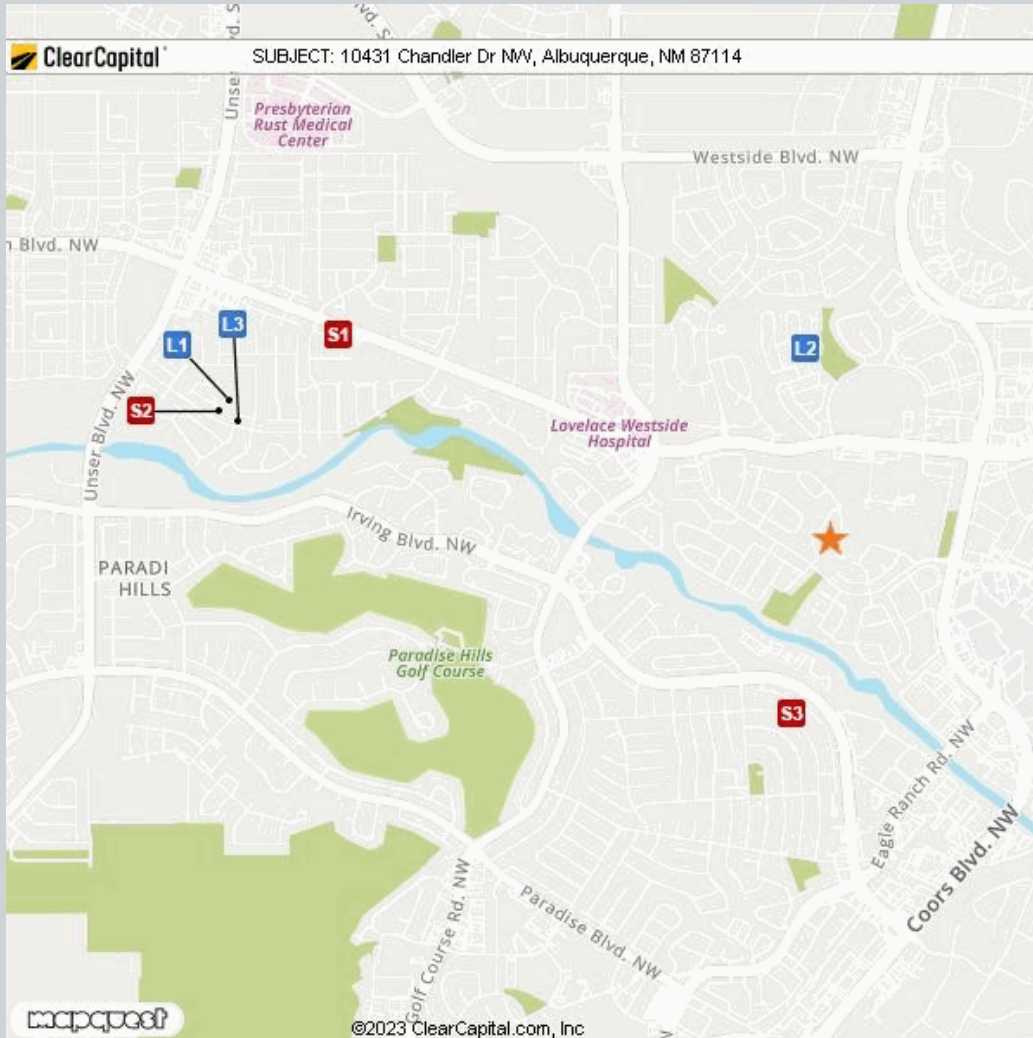 ClearCapital
SUBJECT: 10431 Chandler Dr NW, Albuquerque, NM 87114
Presbyterian
Rust Medical
Center
Westside Blvd. NW
Blvd. NW
L3
S1
L1
L2
S2
Unser Blvd. NW
Lovelace Westside
Hospital
Irving Blvd. NW
PARADI
HILLS
Paradise Hills
Golf Course
S3
Eagle Ranch Rd. NW
Coors Blvd. NW
Golf Course Rd. NW
Paradise Blvd. NW
mapquest
©2023 ClearCapital.com, Inc